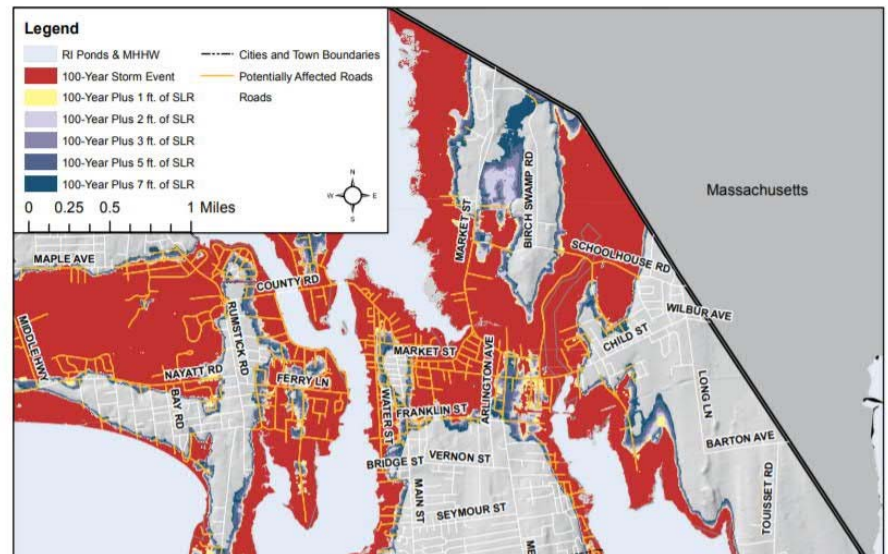 Legend
RI Ponds & MHHW
100-Year Storm Event
100-Year Plus 1 ft. of SLR
100-Year Plus 2 ft. of SLR
100-Year Plus 3 ft. of SLR
100-Year Plus 5 ft. of SLR
100-Year Plus 7 ft. of SLR
Cities and Town Boundaries
Potentially Affected Roads
Roads
N
W
E
S
0 0.25 0.5 1 Miles
Massachusetts
MARKET ST
BIRCH SWAMP RD
SCHOOLHOUSE RD
MAPLE AVE
COUNTY RD
RUMSTICK RD
MIDDLE HWY
WILBUR AVE
CHILD ST
MARKET ST
NAYATT RD
FERRY LN
BAY RD
WATER ST
ARLINGTON AVE
LONG LN
FRANKLIN ST
BARTON AVE
BRIDGE ST
VERNON ST
MAIN ST
SEYMOUR ST
TOUISSET RD
ME